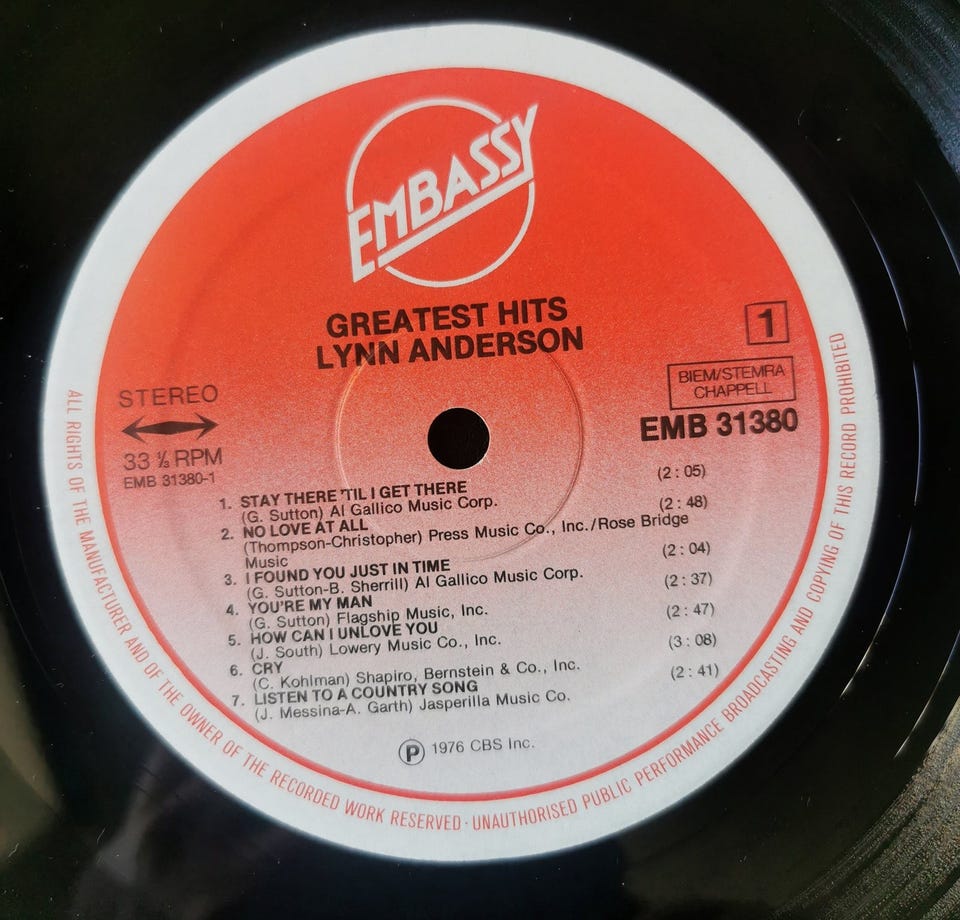 EMBASSY
GREATEST HITS
LYNN ANDERSON
1
BIEM/STEMRA
CHAPPELL
EMB 31380
STEREO
33 ⅓ RPM
EMB 31380-1
1. STAY THERE 'TIL I GET THERE (2 : 05)
(G. Sutton) Al Gallico Music Corp.
2. NO LOVE AT ALL (2 : 48)
(Thompson-Christopher) Press Music Co., Inc./Rose Bridge
Music
3. I FOUND YOU JUST IN TIME (2 : 04)
(G. Sutton-B. Sherrill) Al Gallico Music Corp.
4. YOU'RE MY MAN (2 : 37)
(G. Sutton) Flagship Music, Inc.
5. HOW CAN I UNLOVE YOU (2 : 47)
(J. South) Lowery Music Co., Inc.
6. CRY (3 : 08)
(C. Kohlman) Shapiro, Bernstein & Co., Inc.
7. LISTEN TO A COUNTRY SONG (2 : 41)
(J. Messina-A. Garth) Jasperilla Music Co.
Ⓟ 1976 CBS Inc.
ALL RIGHTS OF THE MANUFACTURER AND OF THE OWNER OF THE RECORDED WORK RESERVED · UNAUTHORISED PUBLIC PERFORMANCE BROADCASTING AND COPYING OF THIS RECORD PROHIBITED